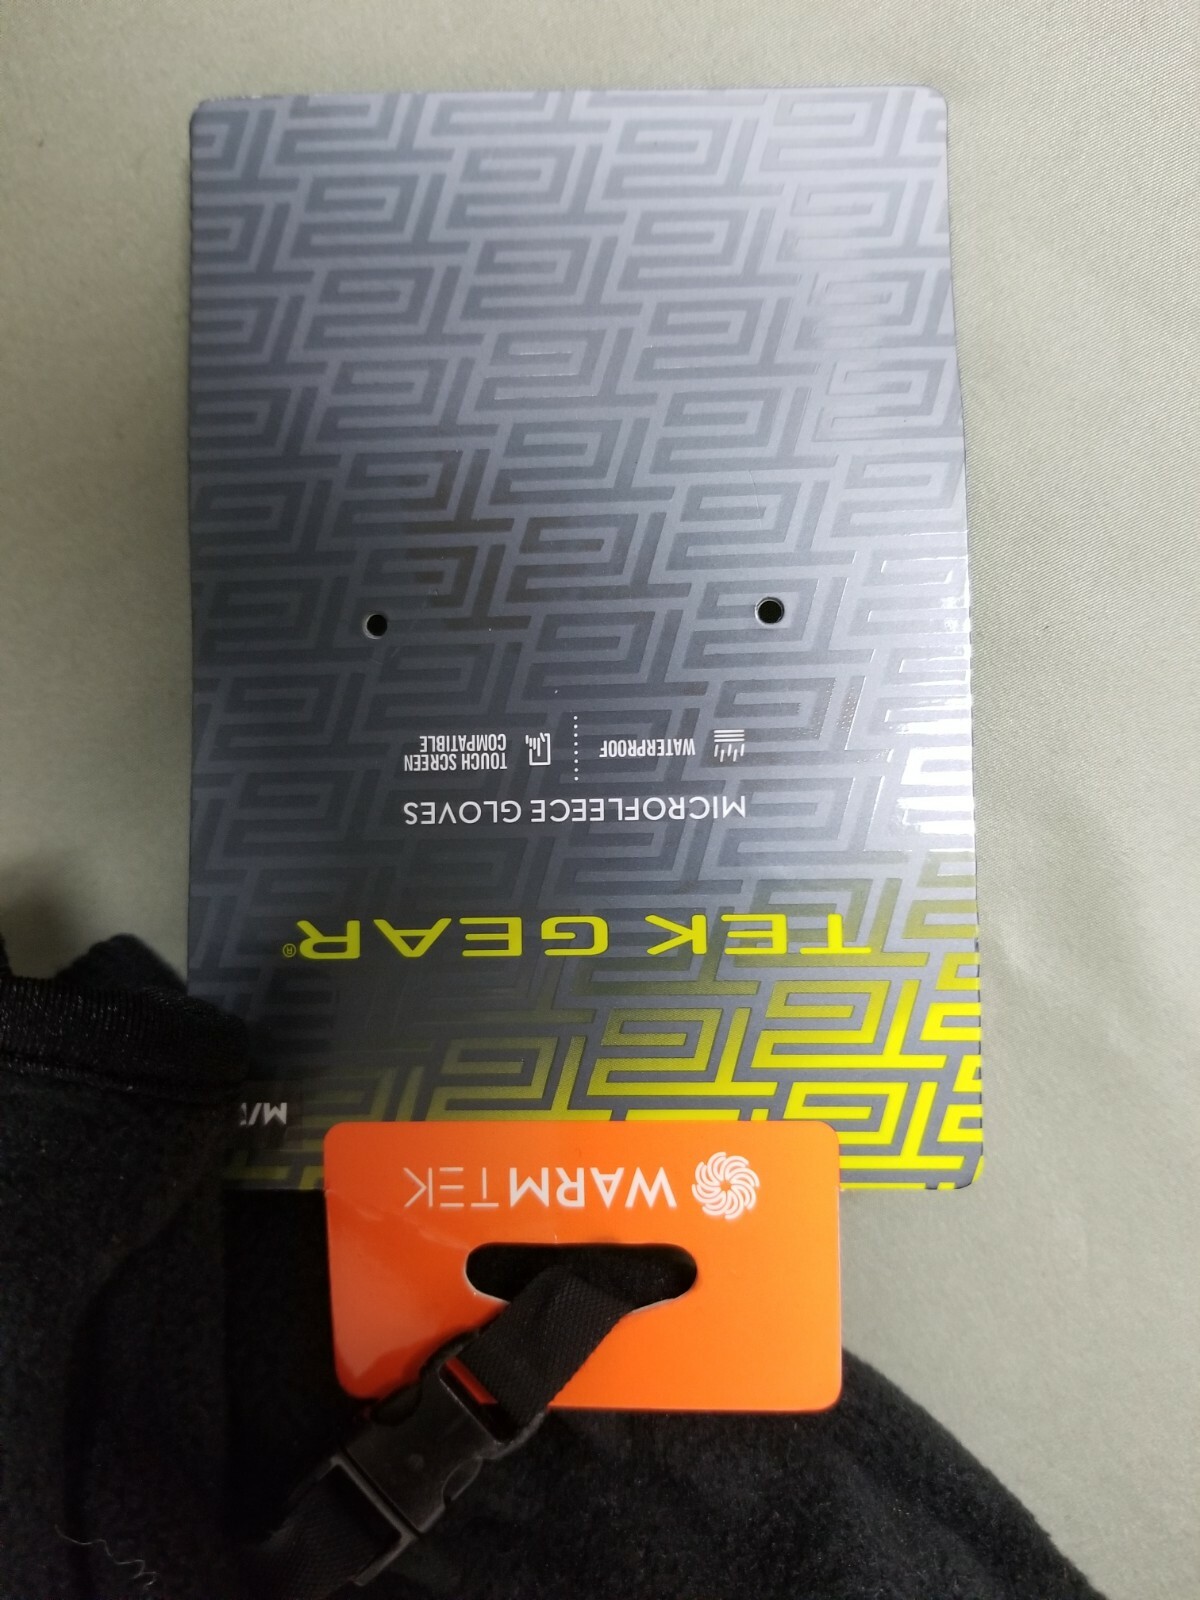 WARMTEK
M/
TEK GEAR®
MICROFLEECE GLOVES
WATERPROOF
TOUCH SCREEN
COMPATIBLE